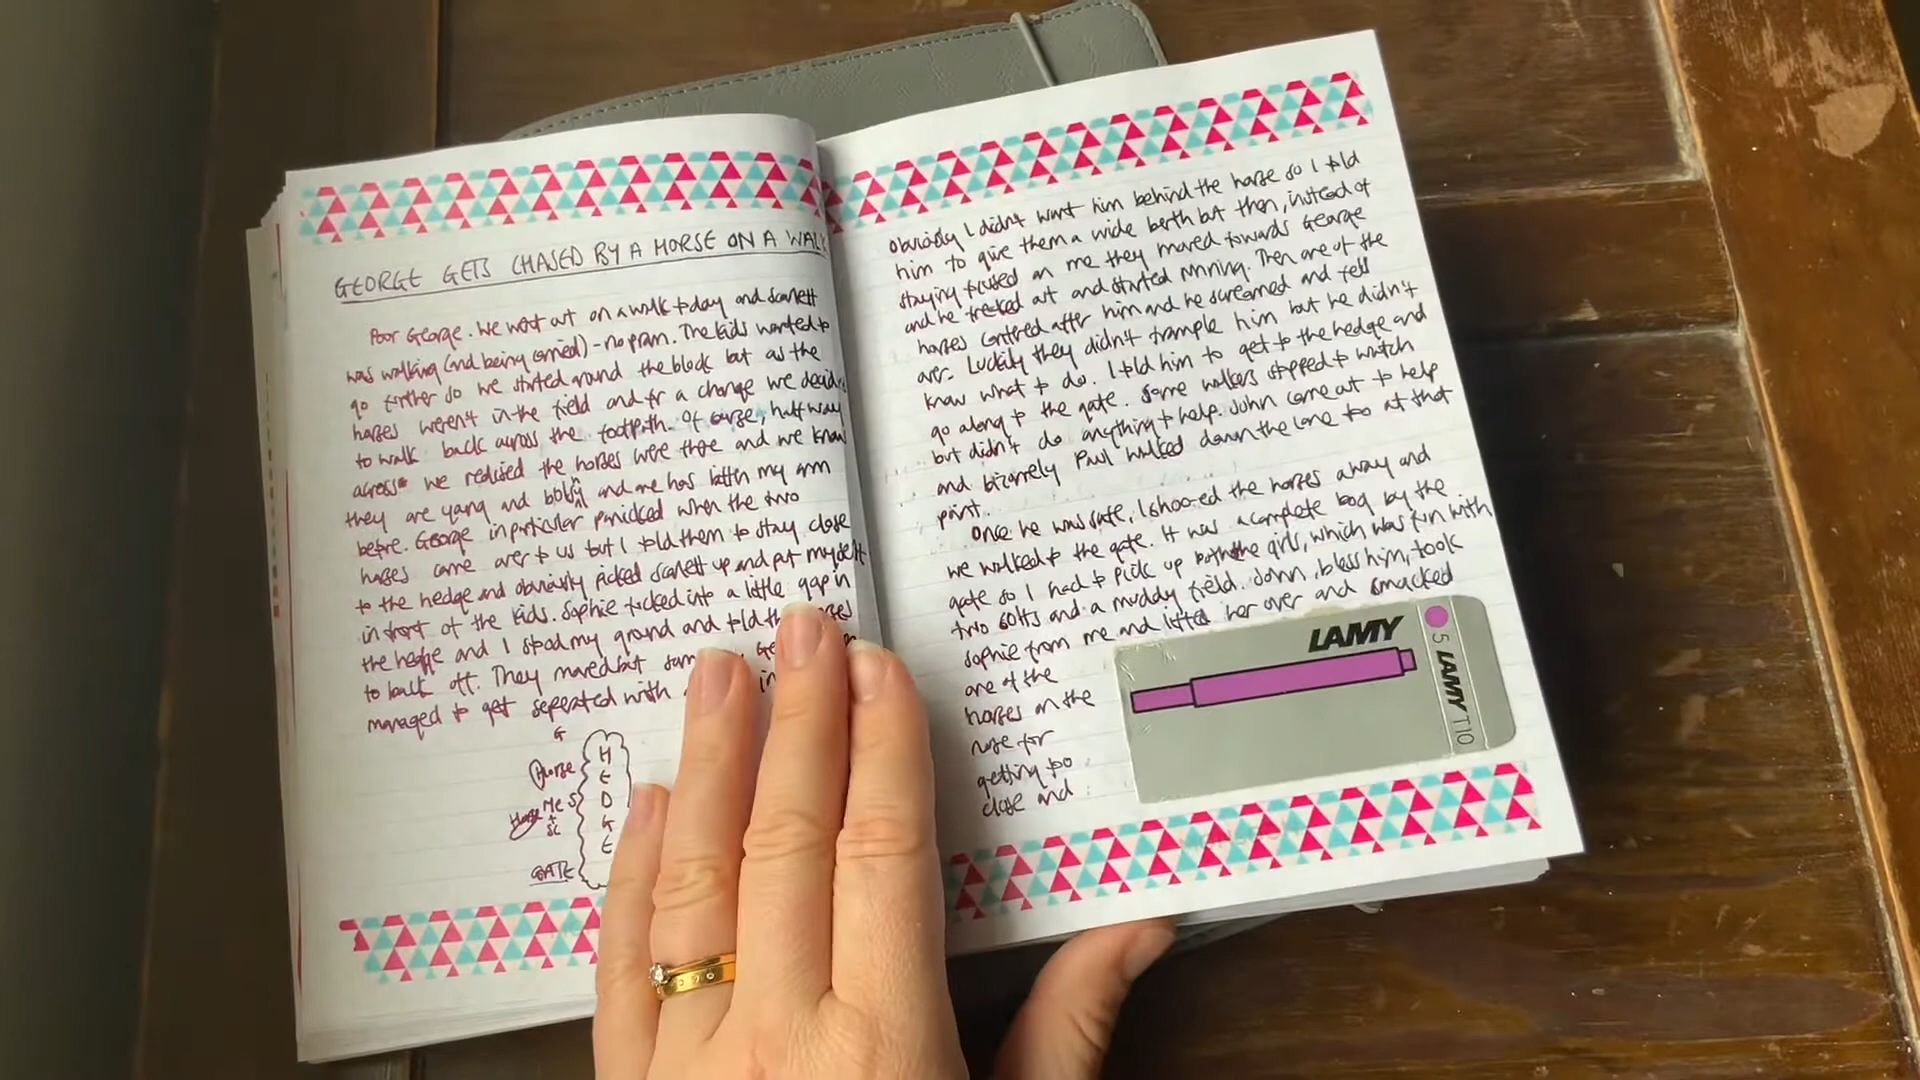 GEORGE GETS CHASED BY A HORSE ON A WALK
Poor George. We went out on a walk today and Scarlett
was walking (and being carried) - no pram. The kids wanted to
go further so we started round the block but as the
horses weren't in the field and for a change we decided
to walk back across the footpath. Of course, half way
across we realised the horses were there and we know
they are young and bolshy and one has bitten my arm
before. George in particular panicked when the two
horses came over to us but I told them to stay close
to the hedge and obviously picked Scarlett up and put myself
in front of the kids. Sophie tucked into a little gap in
the hedge and I stood my ground and told the horses
to back off. They moved but
managed to get seperated with
G
Horse
Me S
+
Sc
Horse
GATE
H
E
D
G
E
obviously I didn't want him behind the horse so I told
him to give them a wide berth but then, instead of
staying focused on me they moved towards George
and he freaked out and started running. Then one of the
horses cantered after him and he screamed and fell
over. Luckily they didn't trample him but he didn't
know what to do. I told him to get to the hedge and
go along to the gate. Some walkers stopped to watch
but didn't do anything to help. John came out to help
and bizarrely Paul walked down the lane too at that
point.
Once he was safe, I shooed the horses away and
we walked to the gate. It was a complete bog by the
gate so I had to pick up both the girls, which was fun with
two colts and a muddy field. John, bless him, took
Sophie from me and lifted her over and smacked
one of the
horses on the
nose for
getting too
close and
LAMY
5 LAMY T10